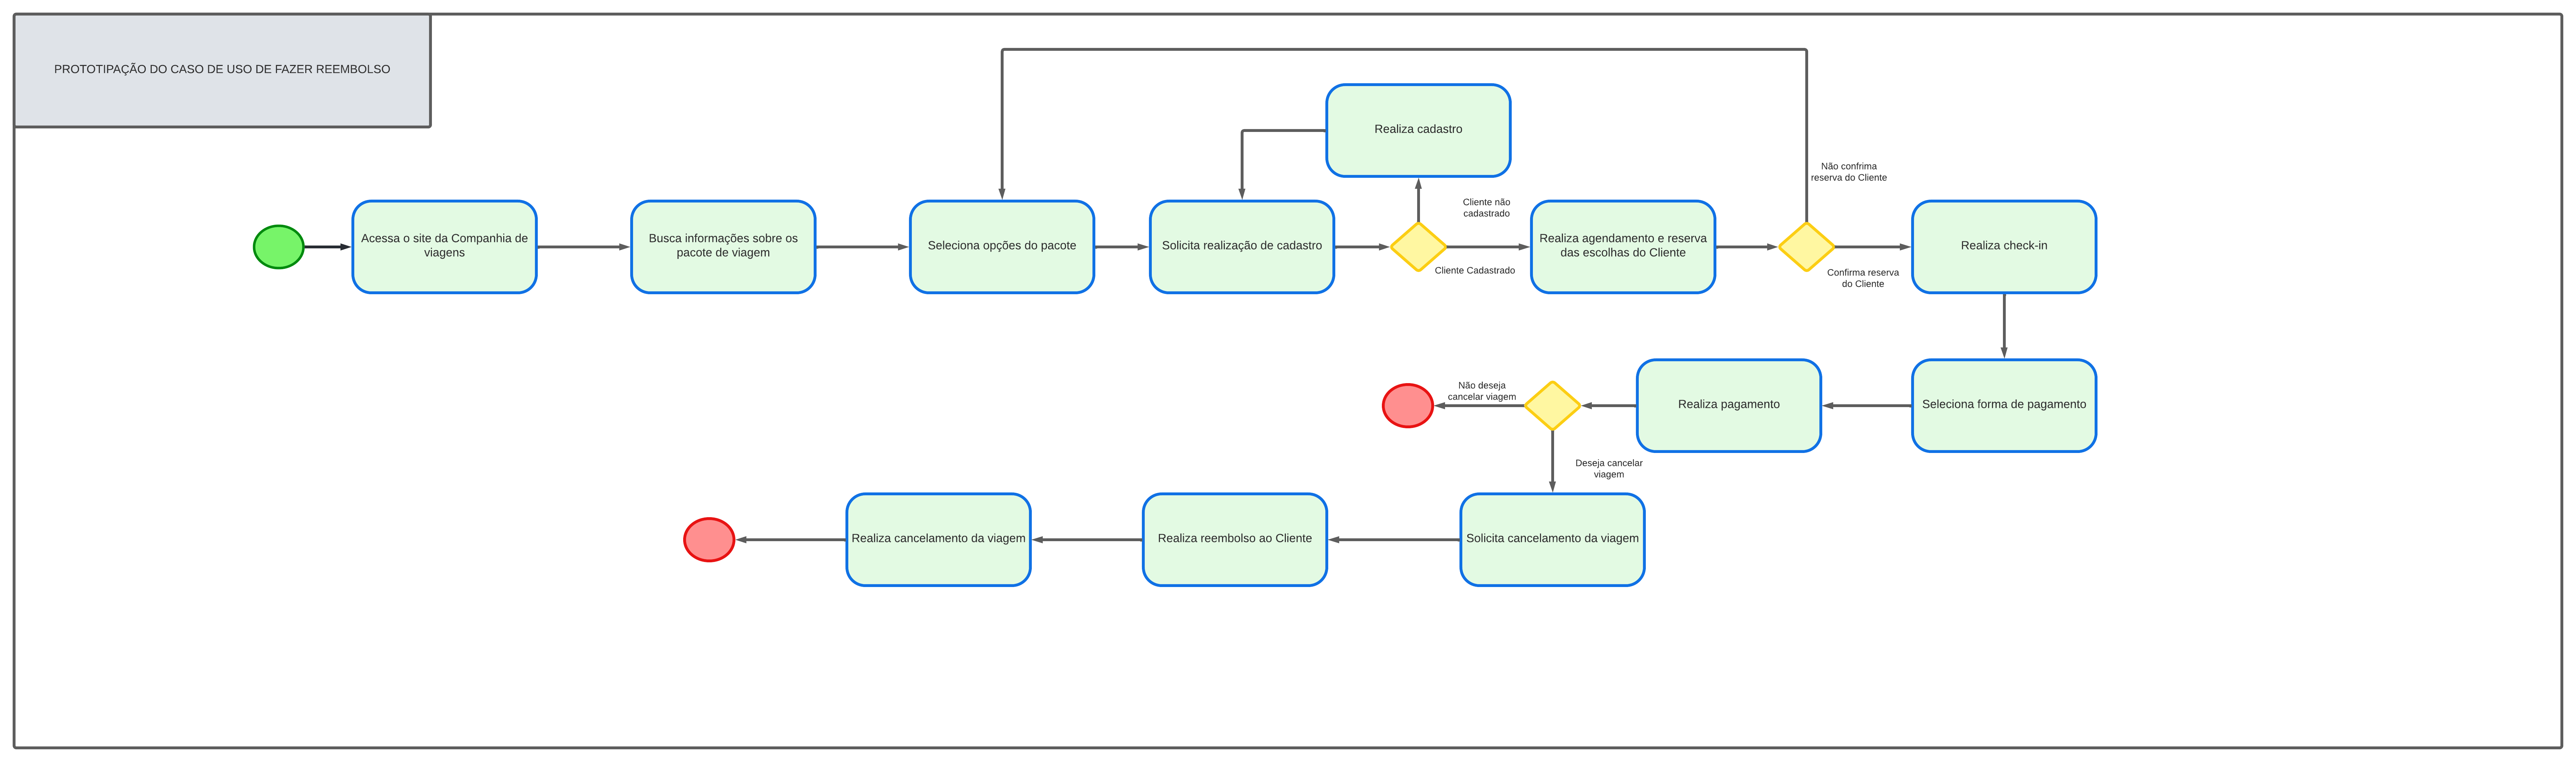 PROTOTIPAÇÃO DO CASO DE USO DE FAZER REEMBOLSO
Realiza cadastro
Não confrima
reserva do Cliente
Cliente não
cadastrado
Acessa o site da Companhia de
viagens
Busca informações sobre os
pacote de viagem
Seleciona opções do pacote
Solicita realização de cadastro
Cliente Cadastrado
Realiza agendamento e reserva
das escolhas do Cliente
Confirma reserva
do Cliente
Realiza check-in
Não deseja
cancelar viagem
Realiza pagamento
Seleciona forma de pagamento
Deseja cancelar
viagem
Realiza cancelamento da viagem
Realiza reembolso ao Cliente
Solicita cancelamento da viagem